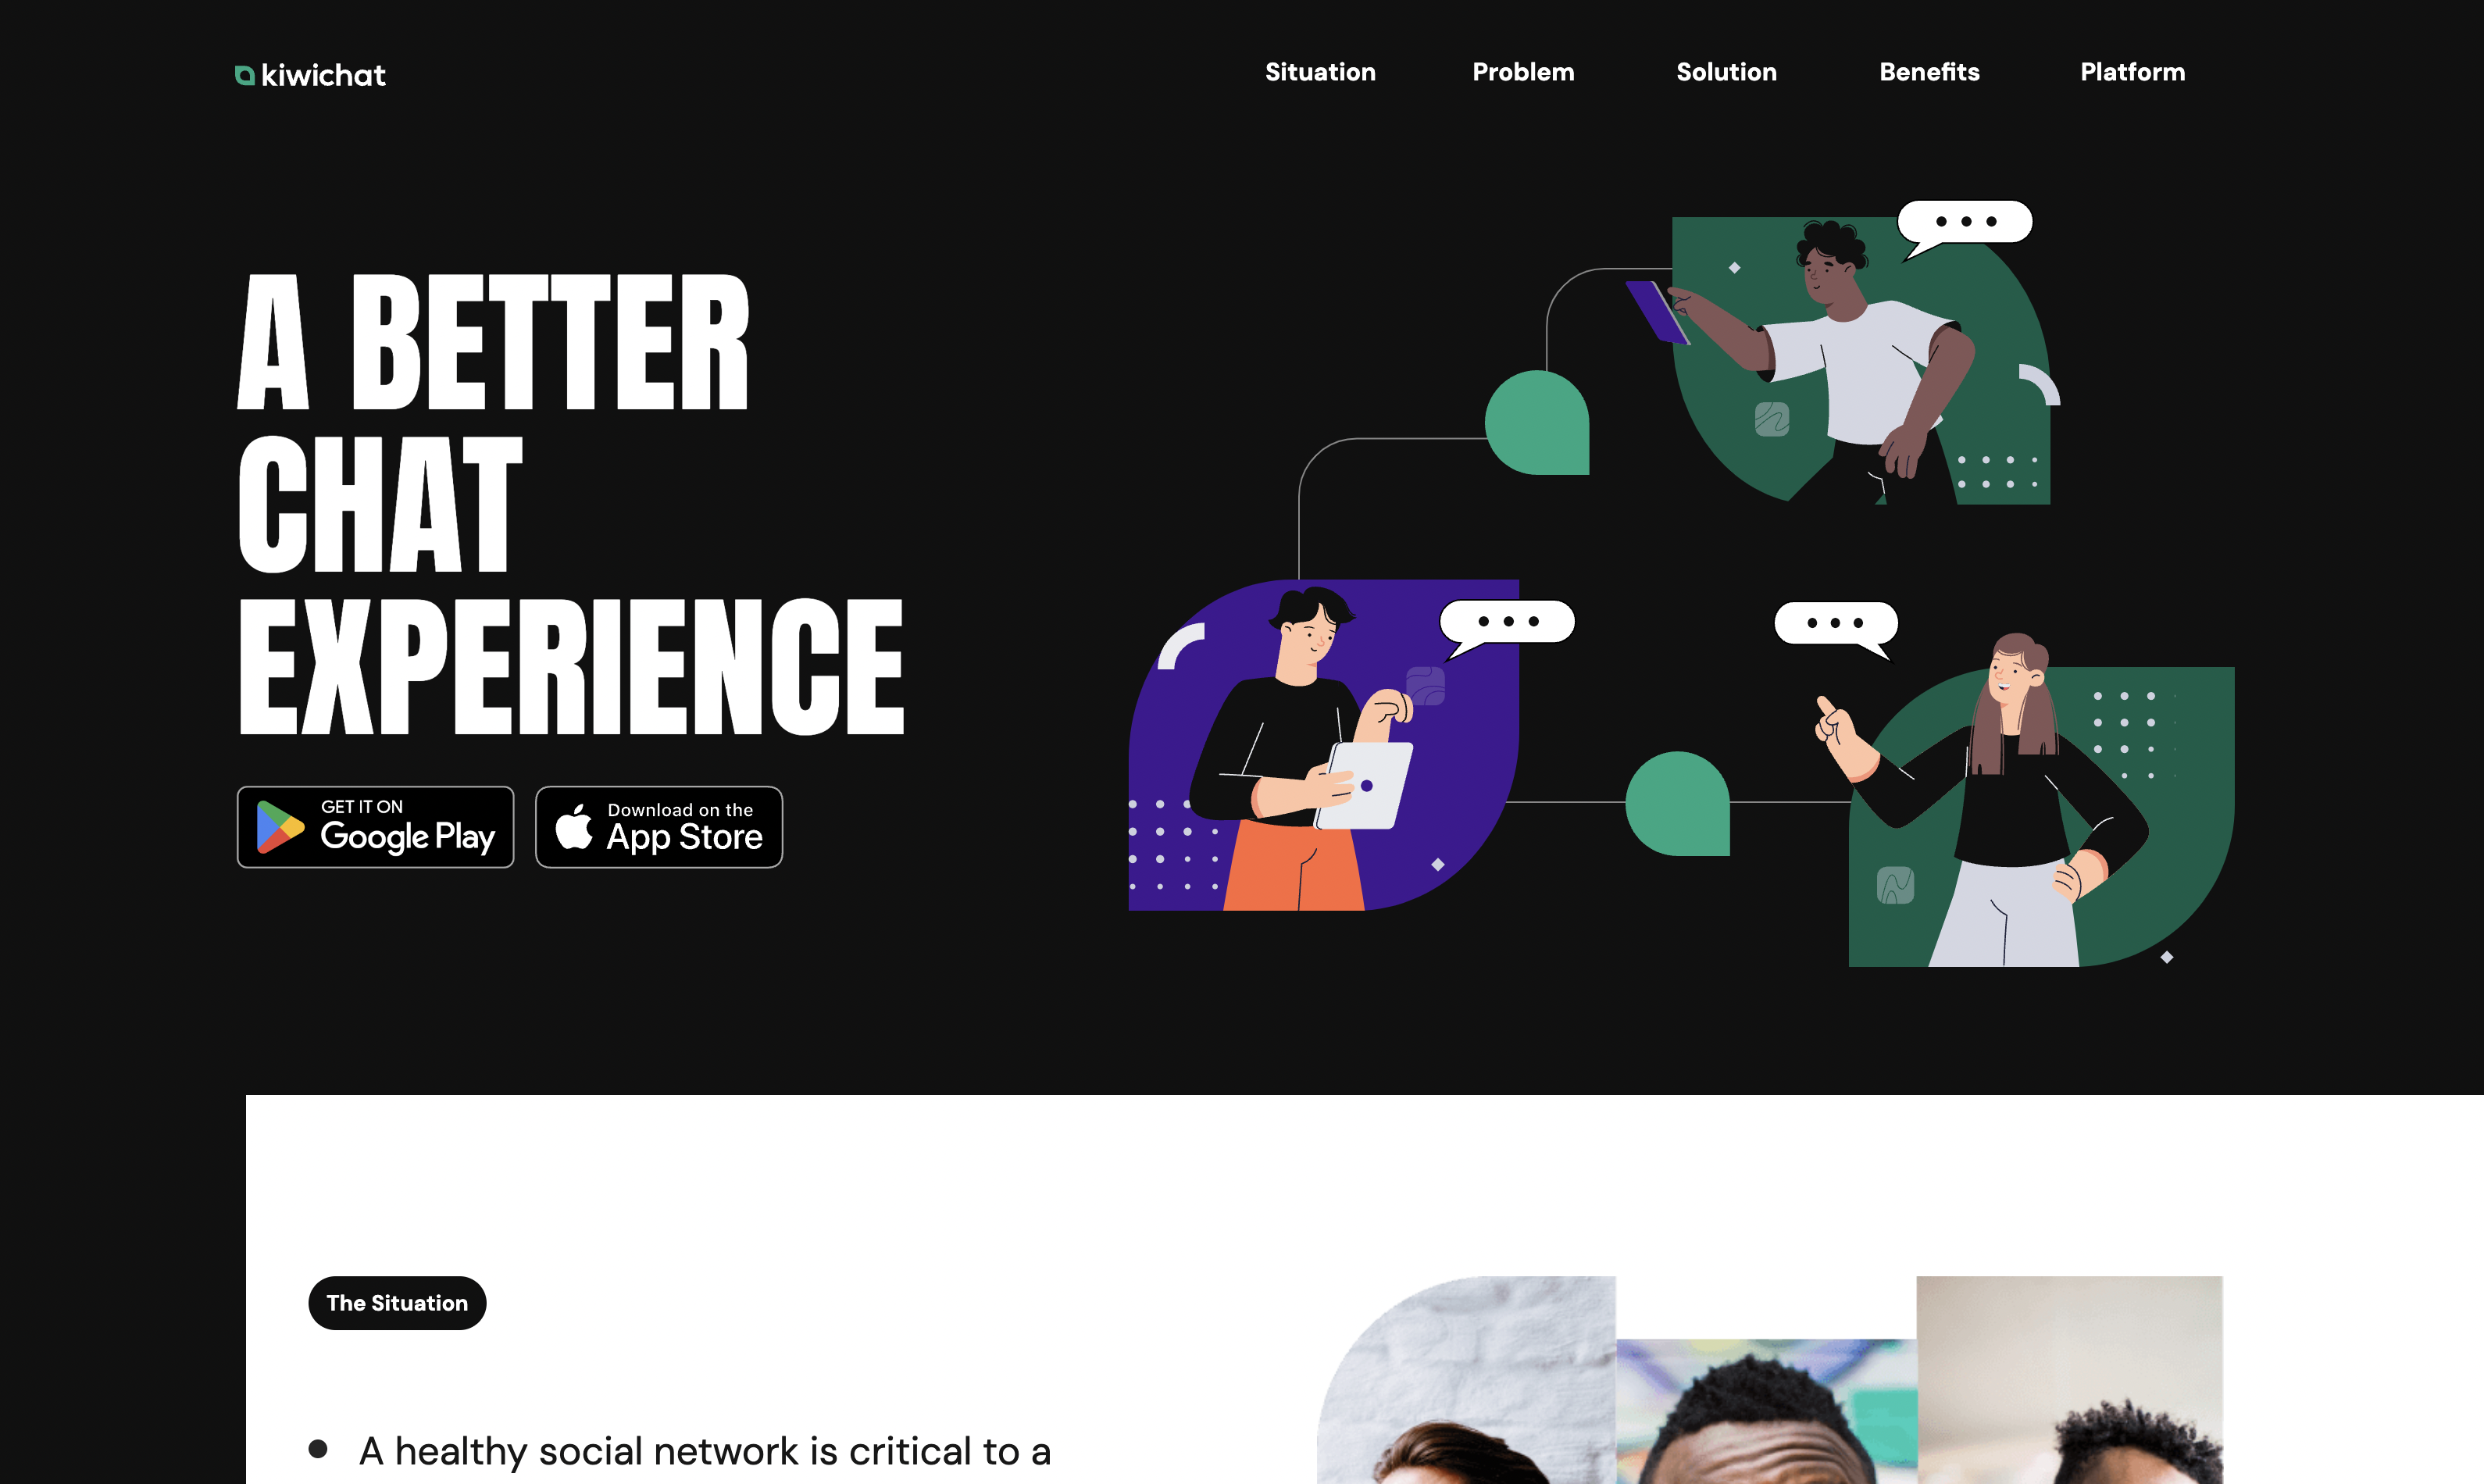 kiwichat
Situation
Problem
Solution
Benefits
Platform
A BETTER
CHAT
EXPERIENCE
GET IT ON
Google Play
Download on the
App Store
The Situation
A healthy social network is critical to a